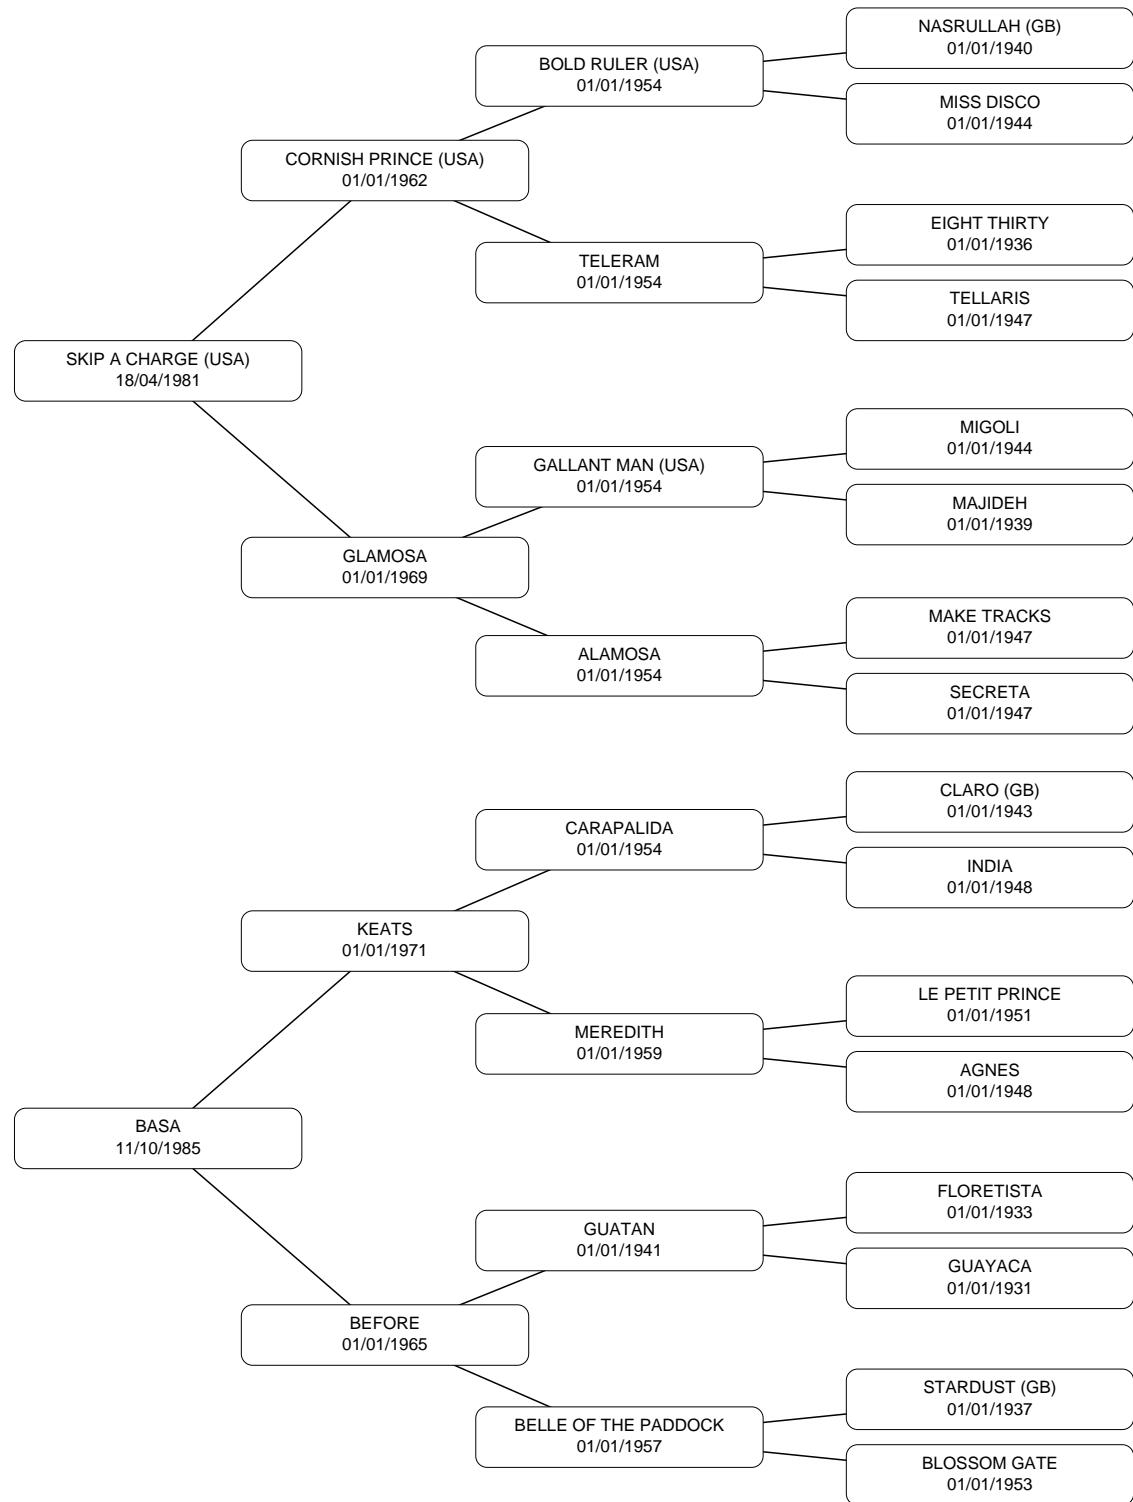 NASRULLAH (GB)
01/01/1940
BOLD RULER (USA)
01/01/1954
MISS DISCO
01/01/1944
CORNISH PRINCE (USA)
01/01/1962
EIGHT THIRTY
01/01/1936
TELERAM
01/01/1954
TELLARIS
01/01/1947
SKIP A CHARGE (USA)
18/04/1981
MIGOLI
01/01/1944
GALLANT MAN (USA)
01/01/1954
MAJIDEH
01/01/1939
GLAMOSA
01/01/1969
MAKE TRACKS
01/01/1947
ALAMOSA
01/01/1954
SECRETA
01/01/1947
CLARO (GB)
01/01/1943
CARAPALIDA
01/01/1954
INDIA
01/01/1948
KEATS
01/01/1971
LE PETIT PRINCE
01/01/1951
MEREDITH
01/01/1959
AGNES
01/01/1948
BASA
11/10/1985
FLORETISTA
01/01/1933
GUATAN
01/01/1941
GUAYACA
01/01/1931
BEFORE
01/01/1965
STARDUST (GB)
01/01/1937
BELLE OF THE PADDOCK
01/01/1957
BLOSSOM GATE
01/01/1953